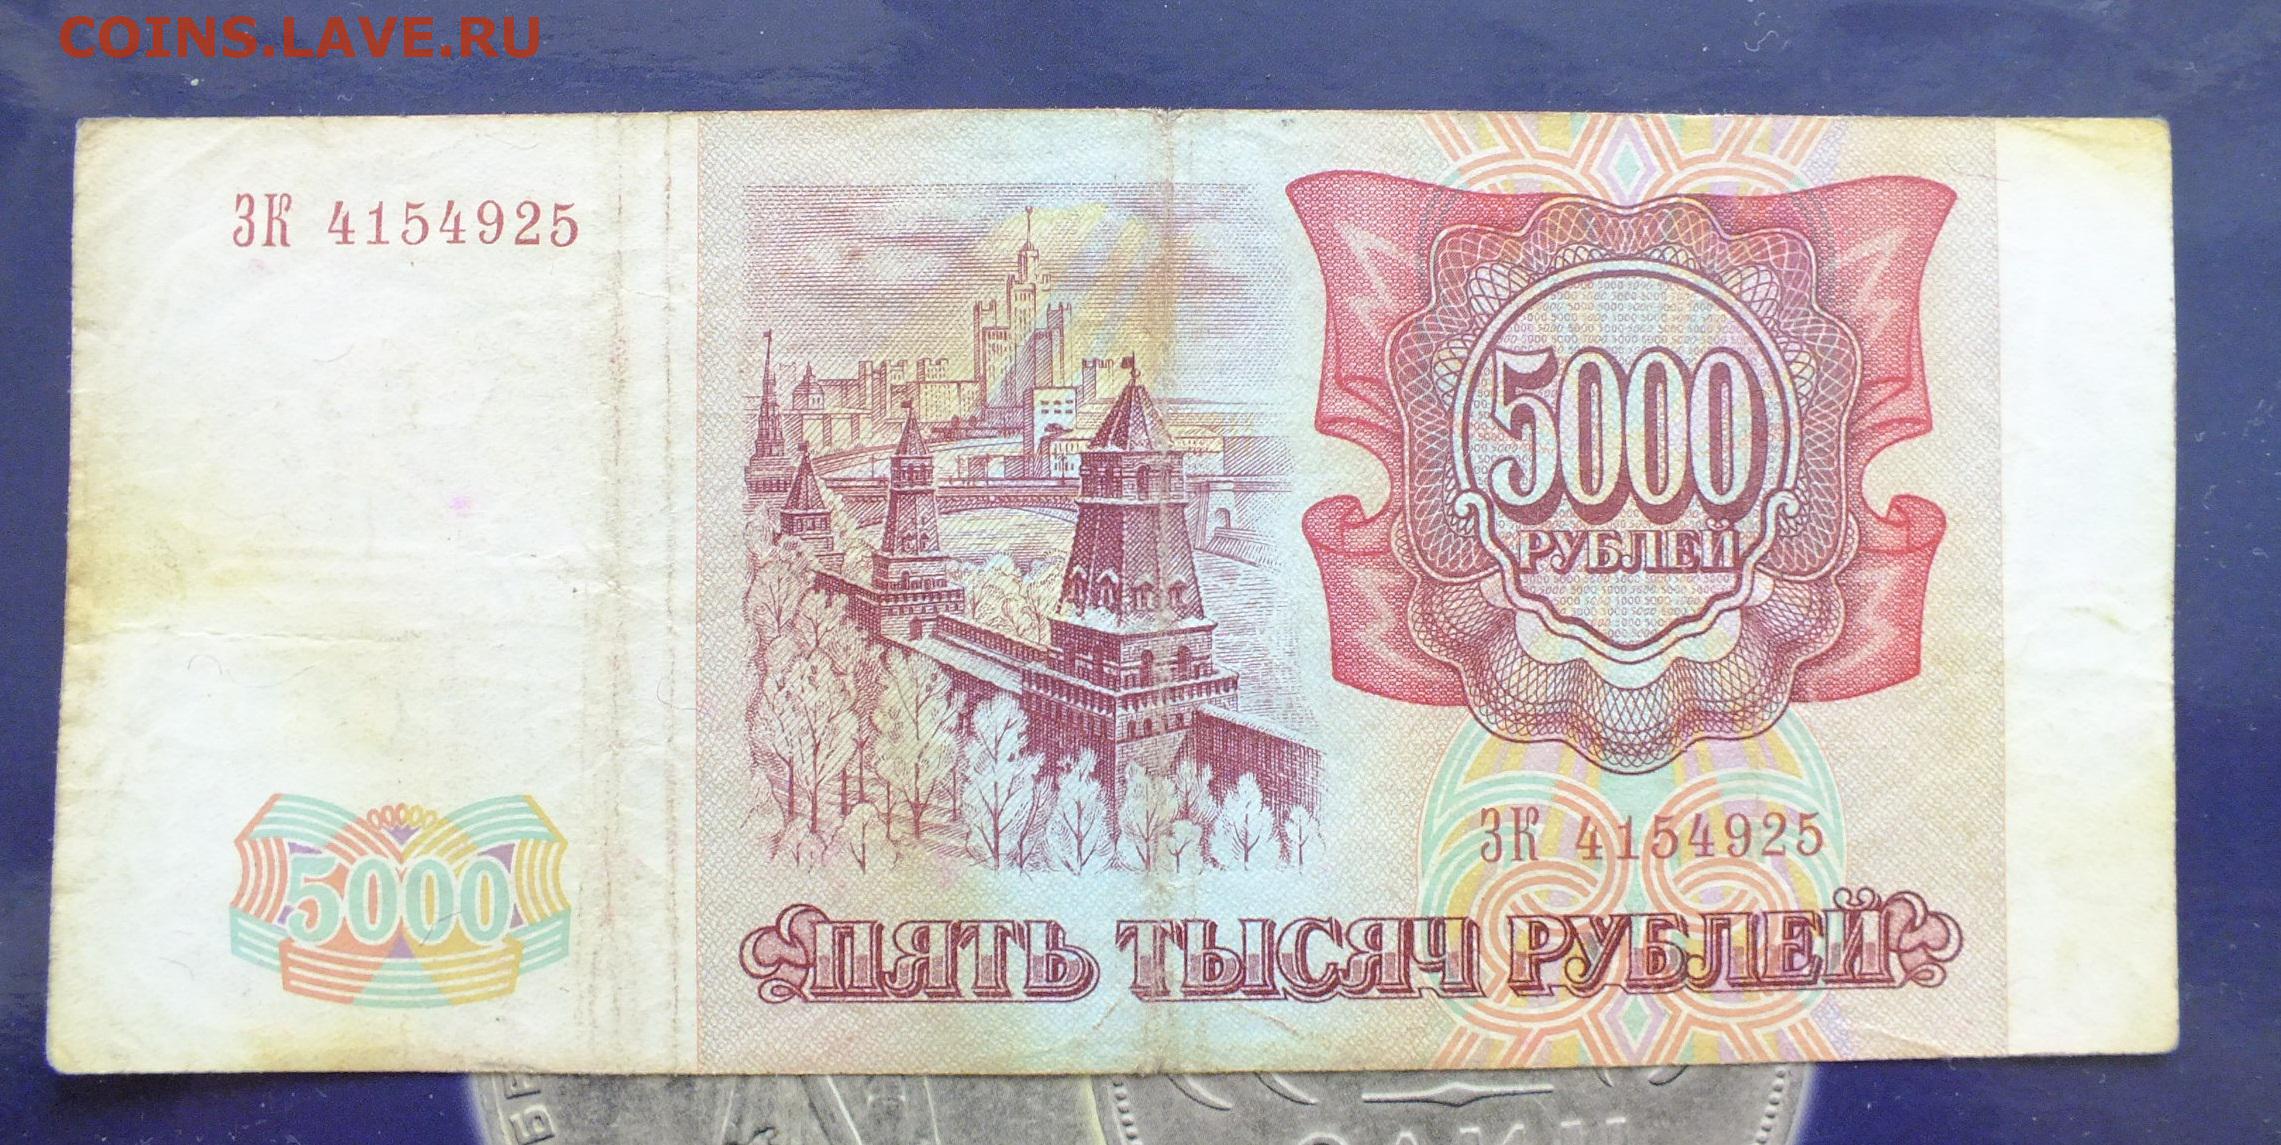 COINS.LAVE.RU
ЗК 4154925
5000
РУБЛЕЙ
5000
ЗК 4154925
ПЯТЬ ТЫСЯЧ РУБЛЕЙ